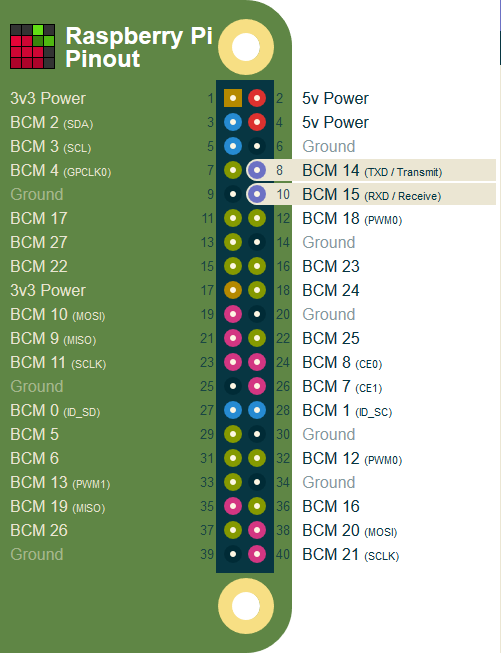 Raspberry Pi
Pinout
3v3 Power 1 2 5v Power
BCM 2 (SDA) 3 4 5v Power
BCM 3 (SCL) 5 6 Ground
BCM 4 (GPCLK0) 7 8 BCM 14 (TXD / Transmit)
Ground 9 10 BCM 15 (RXD / Receive)
BCM 17 11 12 BCM 18 (PWM0)
BCM 27 13 14 Ground
BCM 22 15 16 BCM 23
3v3 Power 17 18 BCM 24
BCM 10 (MOSI) 19 20 Ground
BCM 9 (MISO) 21 22 BCM 25
BCM 11 (SCLK) 23 24 BCM 8 (CE0)
Ground 25 26 BCM 7 (CE1)
BCM 0 (ID_SD) 27 28 BCM 1 (ID_SC)
BCM 5 29 30 Ground
BCM 6 31 32 BCM 12 (PWM0)
BCM 13 (PWM1) 33 34 Ground
BCM 19 (MISO) 35 36 BCM 16
BCM 26 37 38 BCM 20 (MOSI)
Ground 39 40 BCM 21 (SCLK)